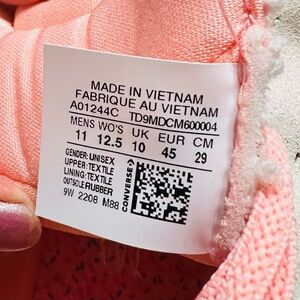 MADE IN VIETNAM
FABRIQUE AU VIETNAM
A01244C TD9MDCM600004
MENS WO'S UK EUR CM
11 12.5 10 45 29
GENDER: UNISEX
UPPER: TEXTILE
LINING: TEXTILE
OUTSOLE: RUBBER
9W 2208 M88
CONVERSE